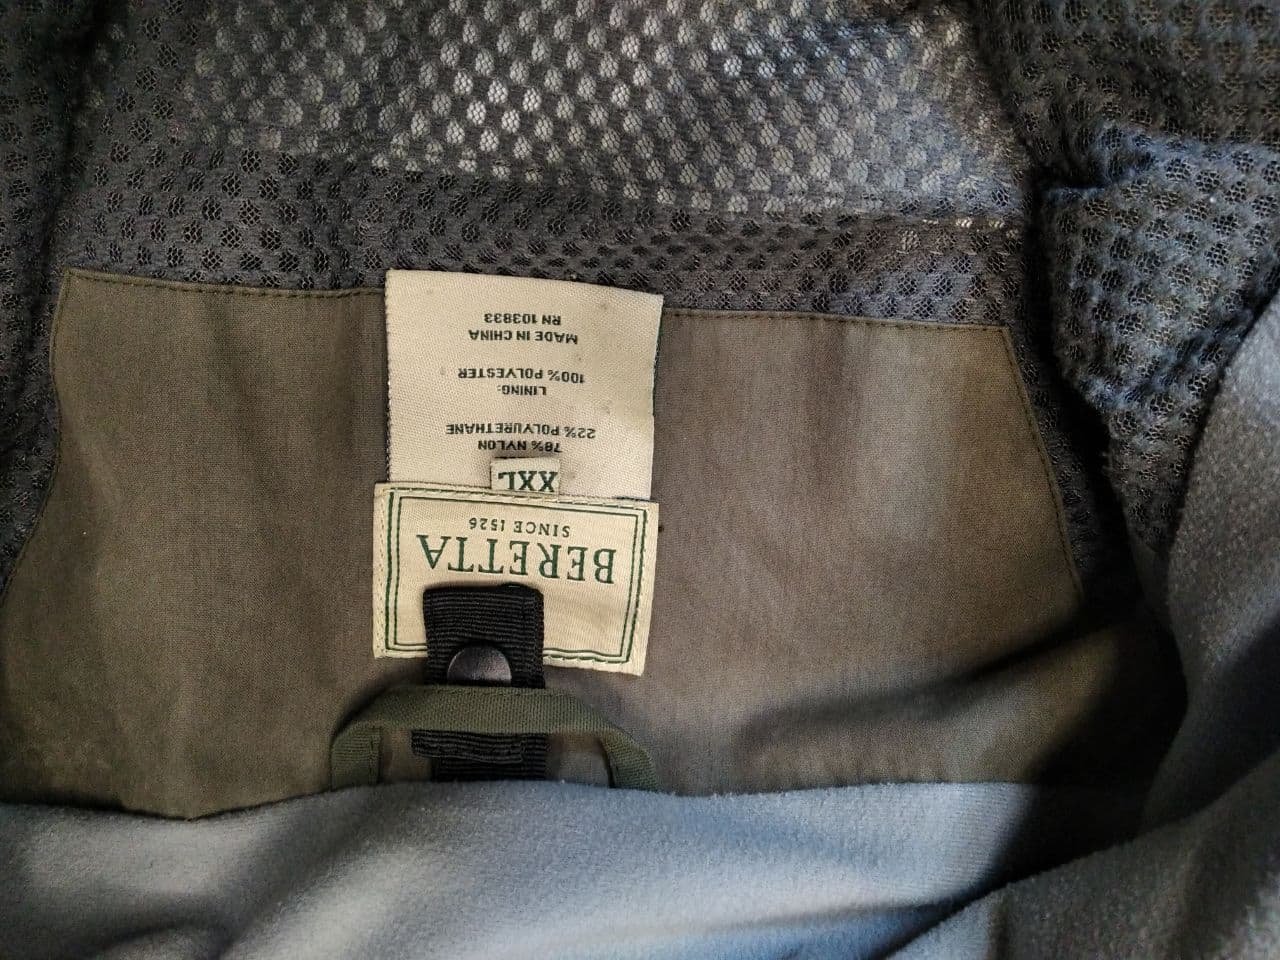 BERETTA
SINCE 1526
XXL
78% NYLON
22% POLYURETHANE
LINING:
100% POLYESTER
MADE IN CHINA
RN 103833